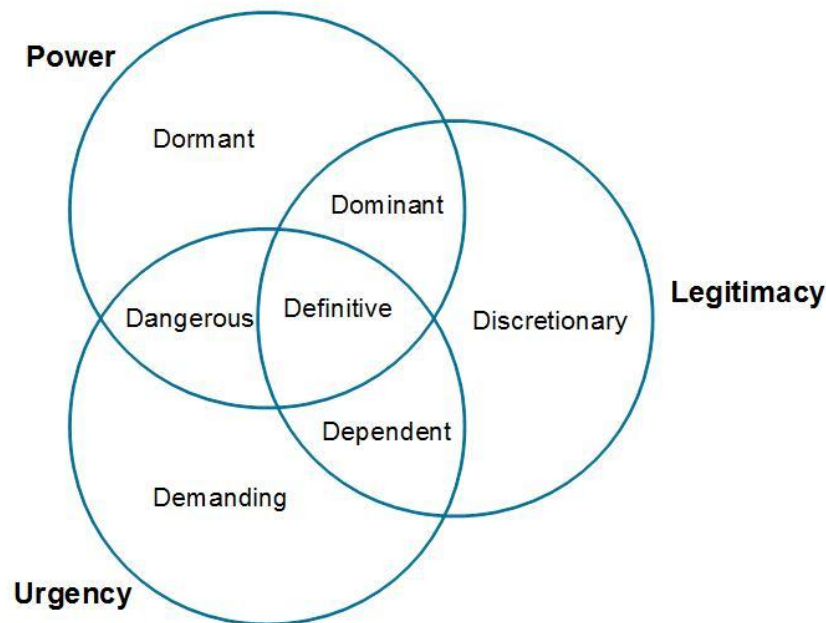 Power
Dormant
Dominant
Legitimacy
Dangerous
Definitive
Discretionary
Dependent
Demanding
Urgency